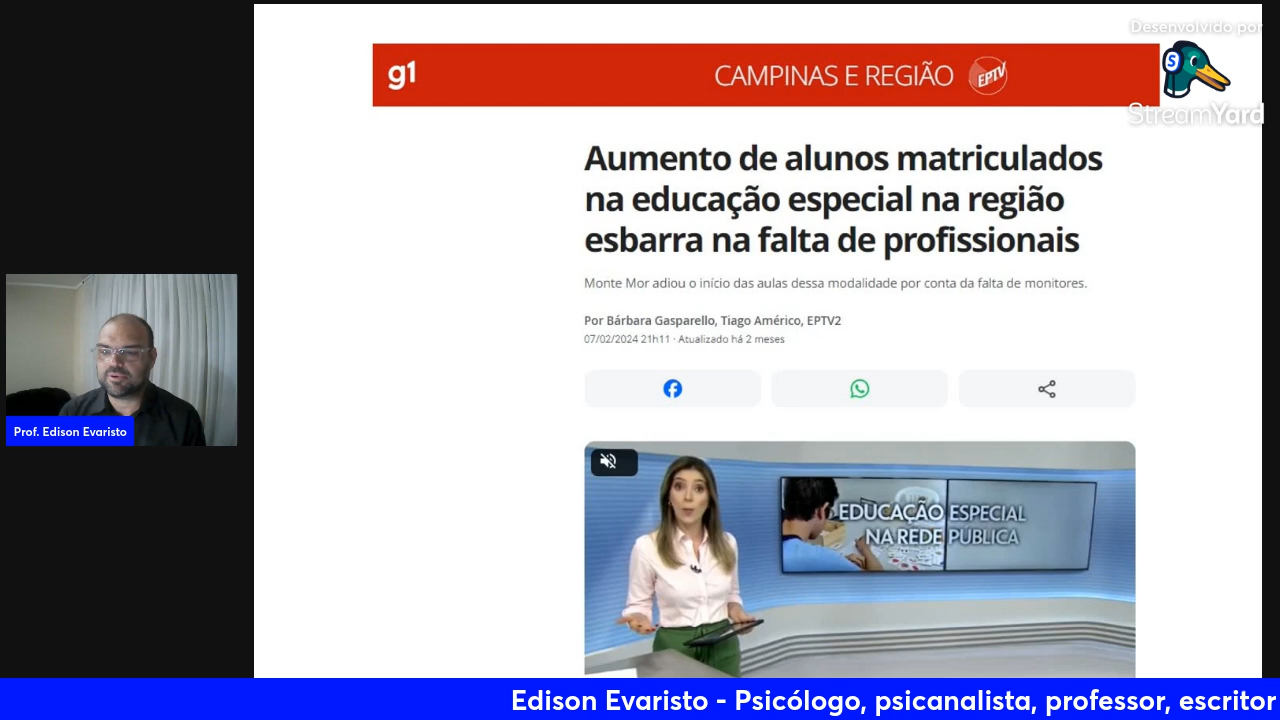 Desenvolvido por
StreamYard
g1
CAMPINAS E REGIÃO
EPTV
Aumento de alunos matriculados
na educação especial na região
esbarra na falta de profissionais
Monte Mor adiou o início das aulas dessa modalidade por conta da falta de monitores.
Por Bárbara Gasparello, Tiago Américo, EPTV2
07/02/2024 21h11 · Atualizado há 2 meses
EDUCAÇÃO ESPECIAL
NA REDE PÚBLICA
Prof. Edison Evaristo
Edison Evaristo - Psicólogo, psicanalista, professor, escritor